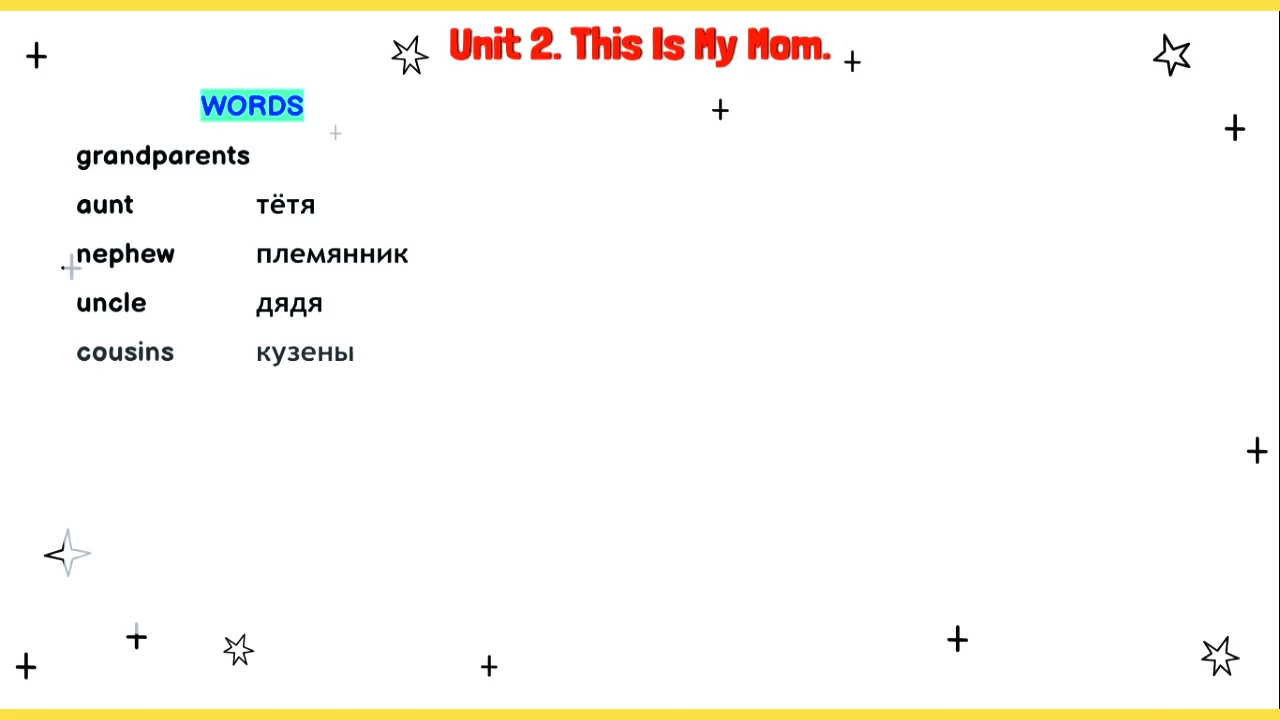 Unit 2. This Is My Mom.
WORDS
grandparents
aunt тётя
nephew племянник
uncle дядя
cousins кузены